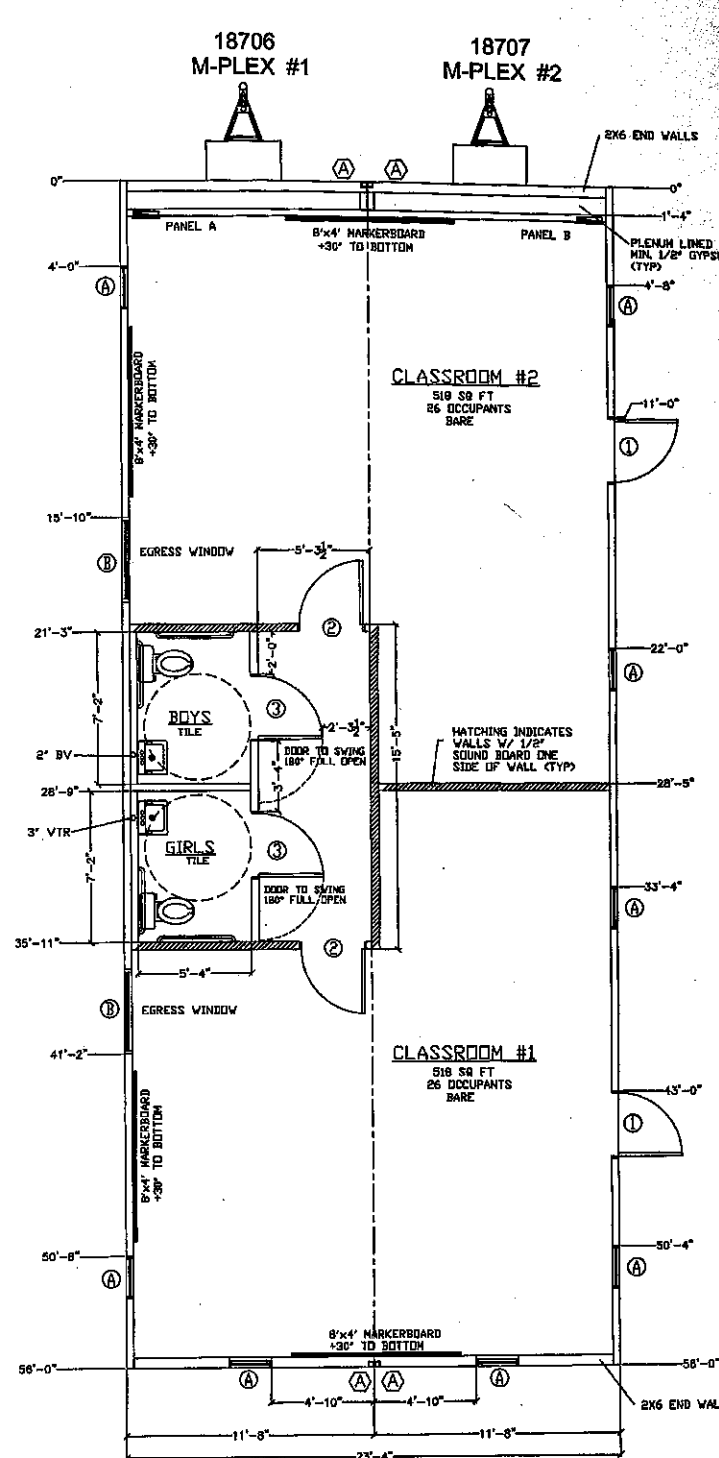 18706
M-PLEX #1
18707
M-PLEX #2
2X6 END WALLS
A
A
0"
0"
1'-4"
PANEL A
8'x4' MARKERBOARD
+30" TO BOTTOM
PANEL B
PLENUM LINED
MIN. 1/2" GYPS
(TYP)
4'-0"
4'-8"
A
A
8'x4' MARKERBOARD
+30" TO BOTTOM
CLASSROOM #2
518 SQ FT
26 OCCUPANTS
BARE
11'-0"
1
15'-10"
B
EGRESS WINDOW
5'-3½"
2
21'-3"
2'-0"
22'-0"
A
7'-2"
BOYS
TILE
3
2'-3½"
15'-5"
HATCHING INDICATES
WALLS W/ 1/2"
SOUND BOARD ONE
SIDE OF WALL (TYP)
2" BV
DOOR TO SWING
180° FULL OPEN
3'-4"
28'-9"
28'-5"
3" VTR
7'-2"
GIRLS
TILE
3
33'-4"
A
DOOR TO SWING
180° FULL OPEN
35'-11"
2
5'-4"
B
EGRESS WINDOW
41'-2"
CLASSROOM #1
518 SQ FT
26 OCCUPANTS
BARE
43'-0"
1
8'x4' MARKERBOARD
+30" TO BOTTOM
50'-8"
50'-4"
A
A
8'x4' MARKERBOARD
+30" TO BOTTOM
56'-0"
56'-0"
A
A
A
A
4'-10"
4'-10"
2X6 END WAL
11'-8"
11'-8"
23'-4"